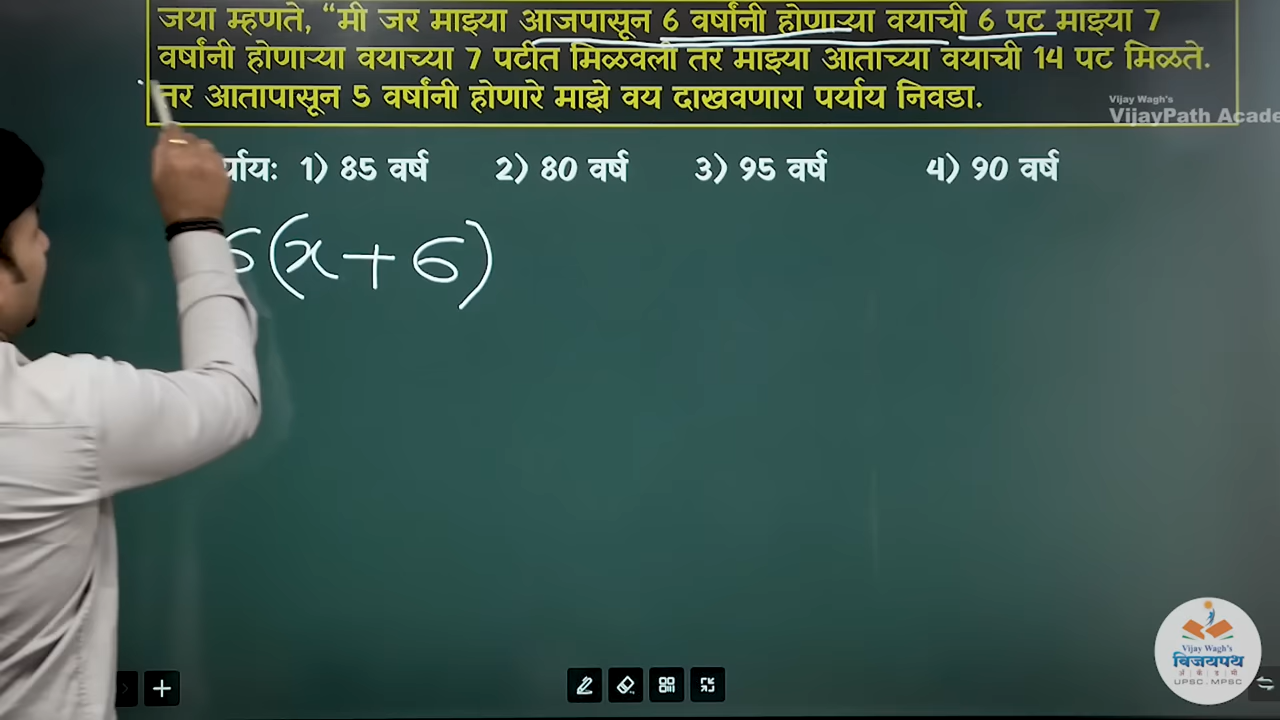 जया म्हणते, “मी जर माझ्या आजपासून 6 वर्षांनी होणाऱ्या वयाची 6 पट माझ्या 7
वर्षांनी होणाऱ्या वयाच्या 7 पटीत मिळवली तर माझ्या आताच्या वयाची 14 पट मिळते.
तर आतापासून 5 वर्षांनी होणारे माझे वय दाखवणारा पर्याय निवडा.
Vijay Wagh's
VijayPath Acade
1) 85 वर्ष 2) 80 वर्ष 3) 95 वर्ष 4) 90 वर्ष
6(x+6)
Vijay Wagh's
विजयपथ
UPSC.MPSC